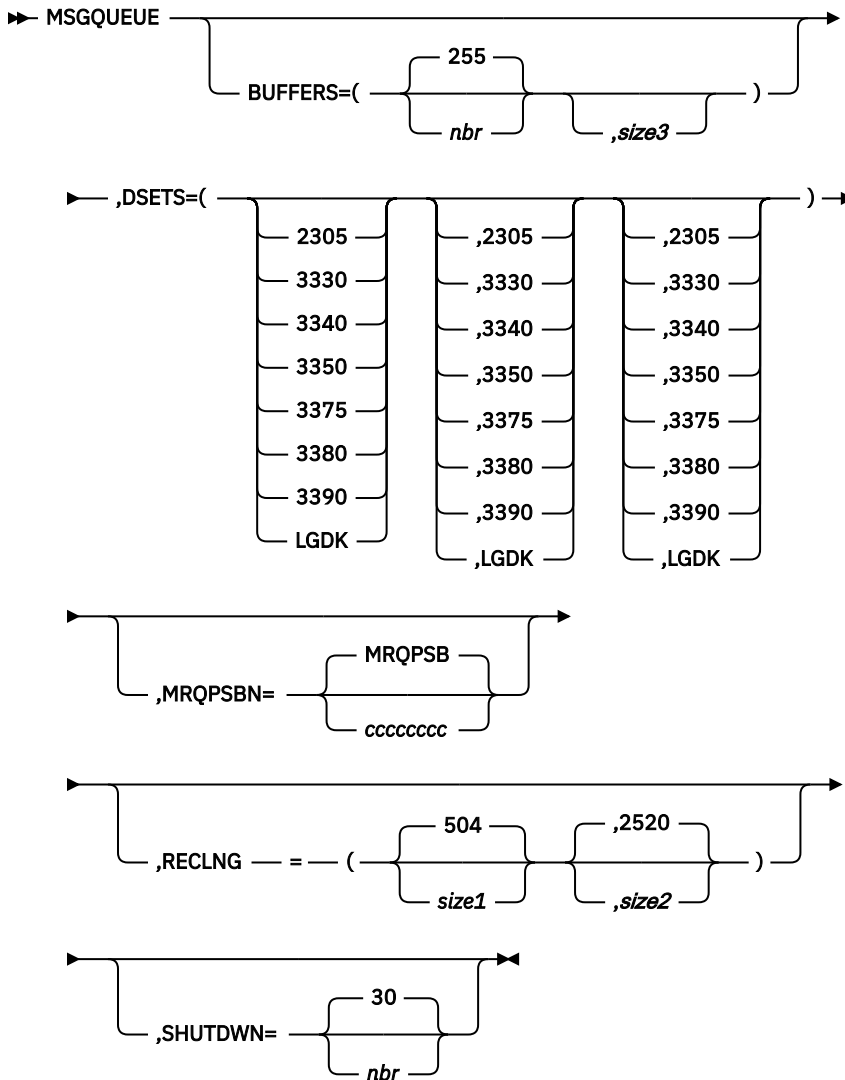 MSGQUEUE
255
BUFFERS=( )
nbr ,size3
,DSETS=( )
2305 ,2305 ,2305
3330 ,3330 ,3330
3340 ,3340 ,3340
3350 ,3350 ,3350
3375 ,3375 ,3375
3380 ,3380 ,3380
3390 ,3390 ,3390
LGDK ,LGDK ,LGDK
MRQPSB
,MRQPSBN=
cccccccc
504 ,2520
,RECLNG = ( )
size1 ,size2
30
,SHUTDWN=
nbr